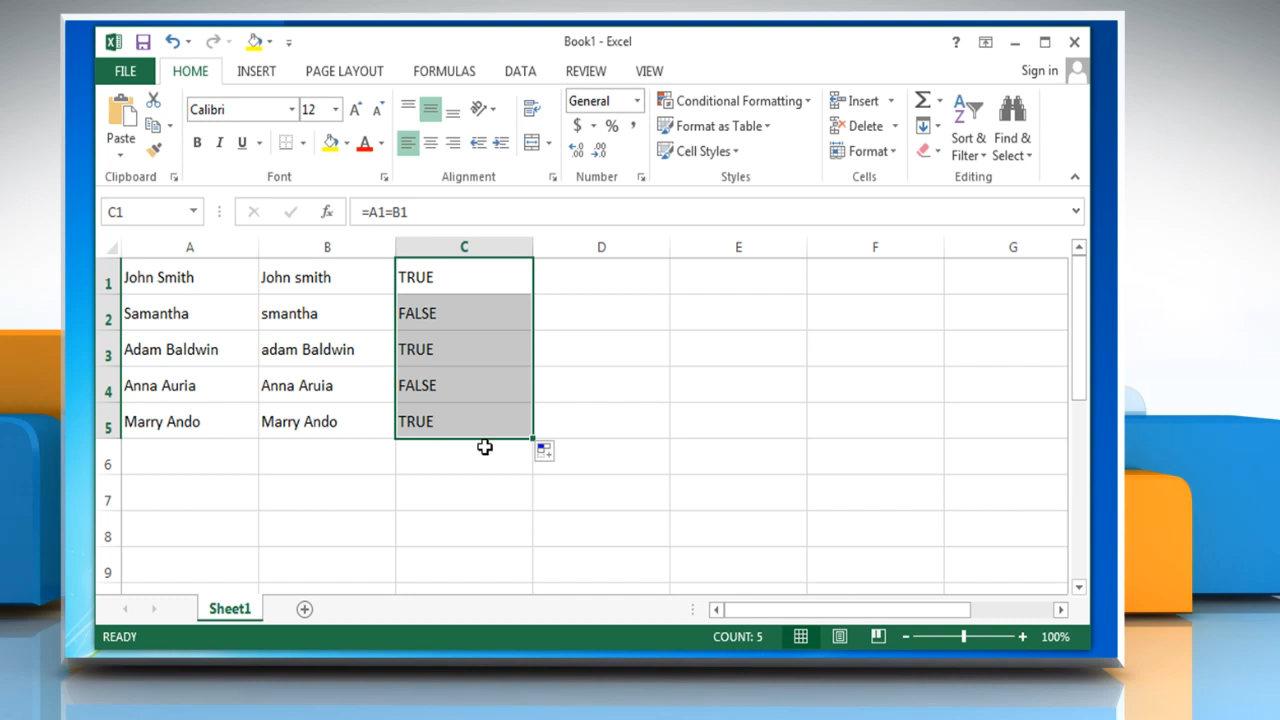 Book1 - Excel
?
FILE HOME INSERT PAGE LAYOUT FORMULAS DATA REVIEW VIEW Sign in
Calibri 12 General Conditional Formatting Insert
Paste B I U A $ % , Format as Table Delete Sort & Find &
Cell Styles Format Filter Select
Clipboard Font Alignment Number Styles Cells Editing
C1 fx =A1=B1
A B C D E F G
1 John Smith John smith TRUE
2 Samantha smantha FALSE
3 Adam Baldwin adam Baldwin TRUE
4 Anna Auria Anna Aruia FALSE
5 Marry Ando Marry Ando TRUE
6
7
8
9
Sheet1
READY COUNT: 5 100%